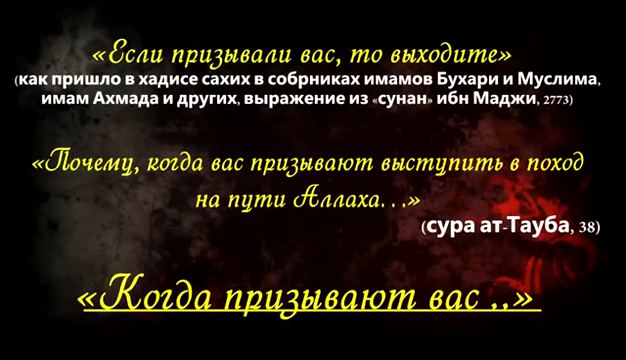 «Если призывали вас, то выходите»
(как пришло в хадисе сахих в собрниках имамов Бухари и Муслима,
имам Ахмада и других, выражение из «сунан» ибн Маджи, 2773)
«Почему, когда вас призывают выступить в поход
на пути Аллаха…»
(сура ат-Тауба, 38)
«Когда призывают вас ..»